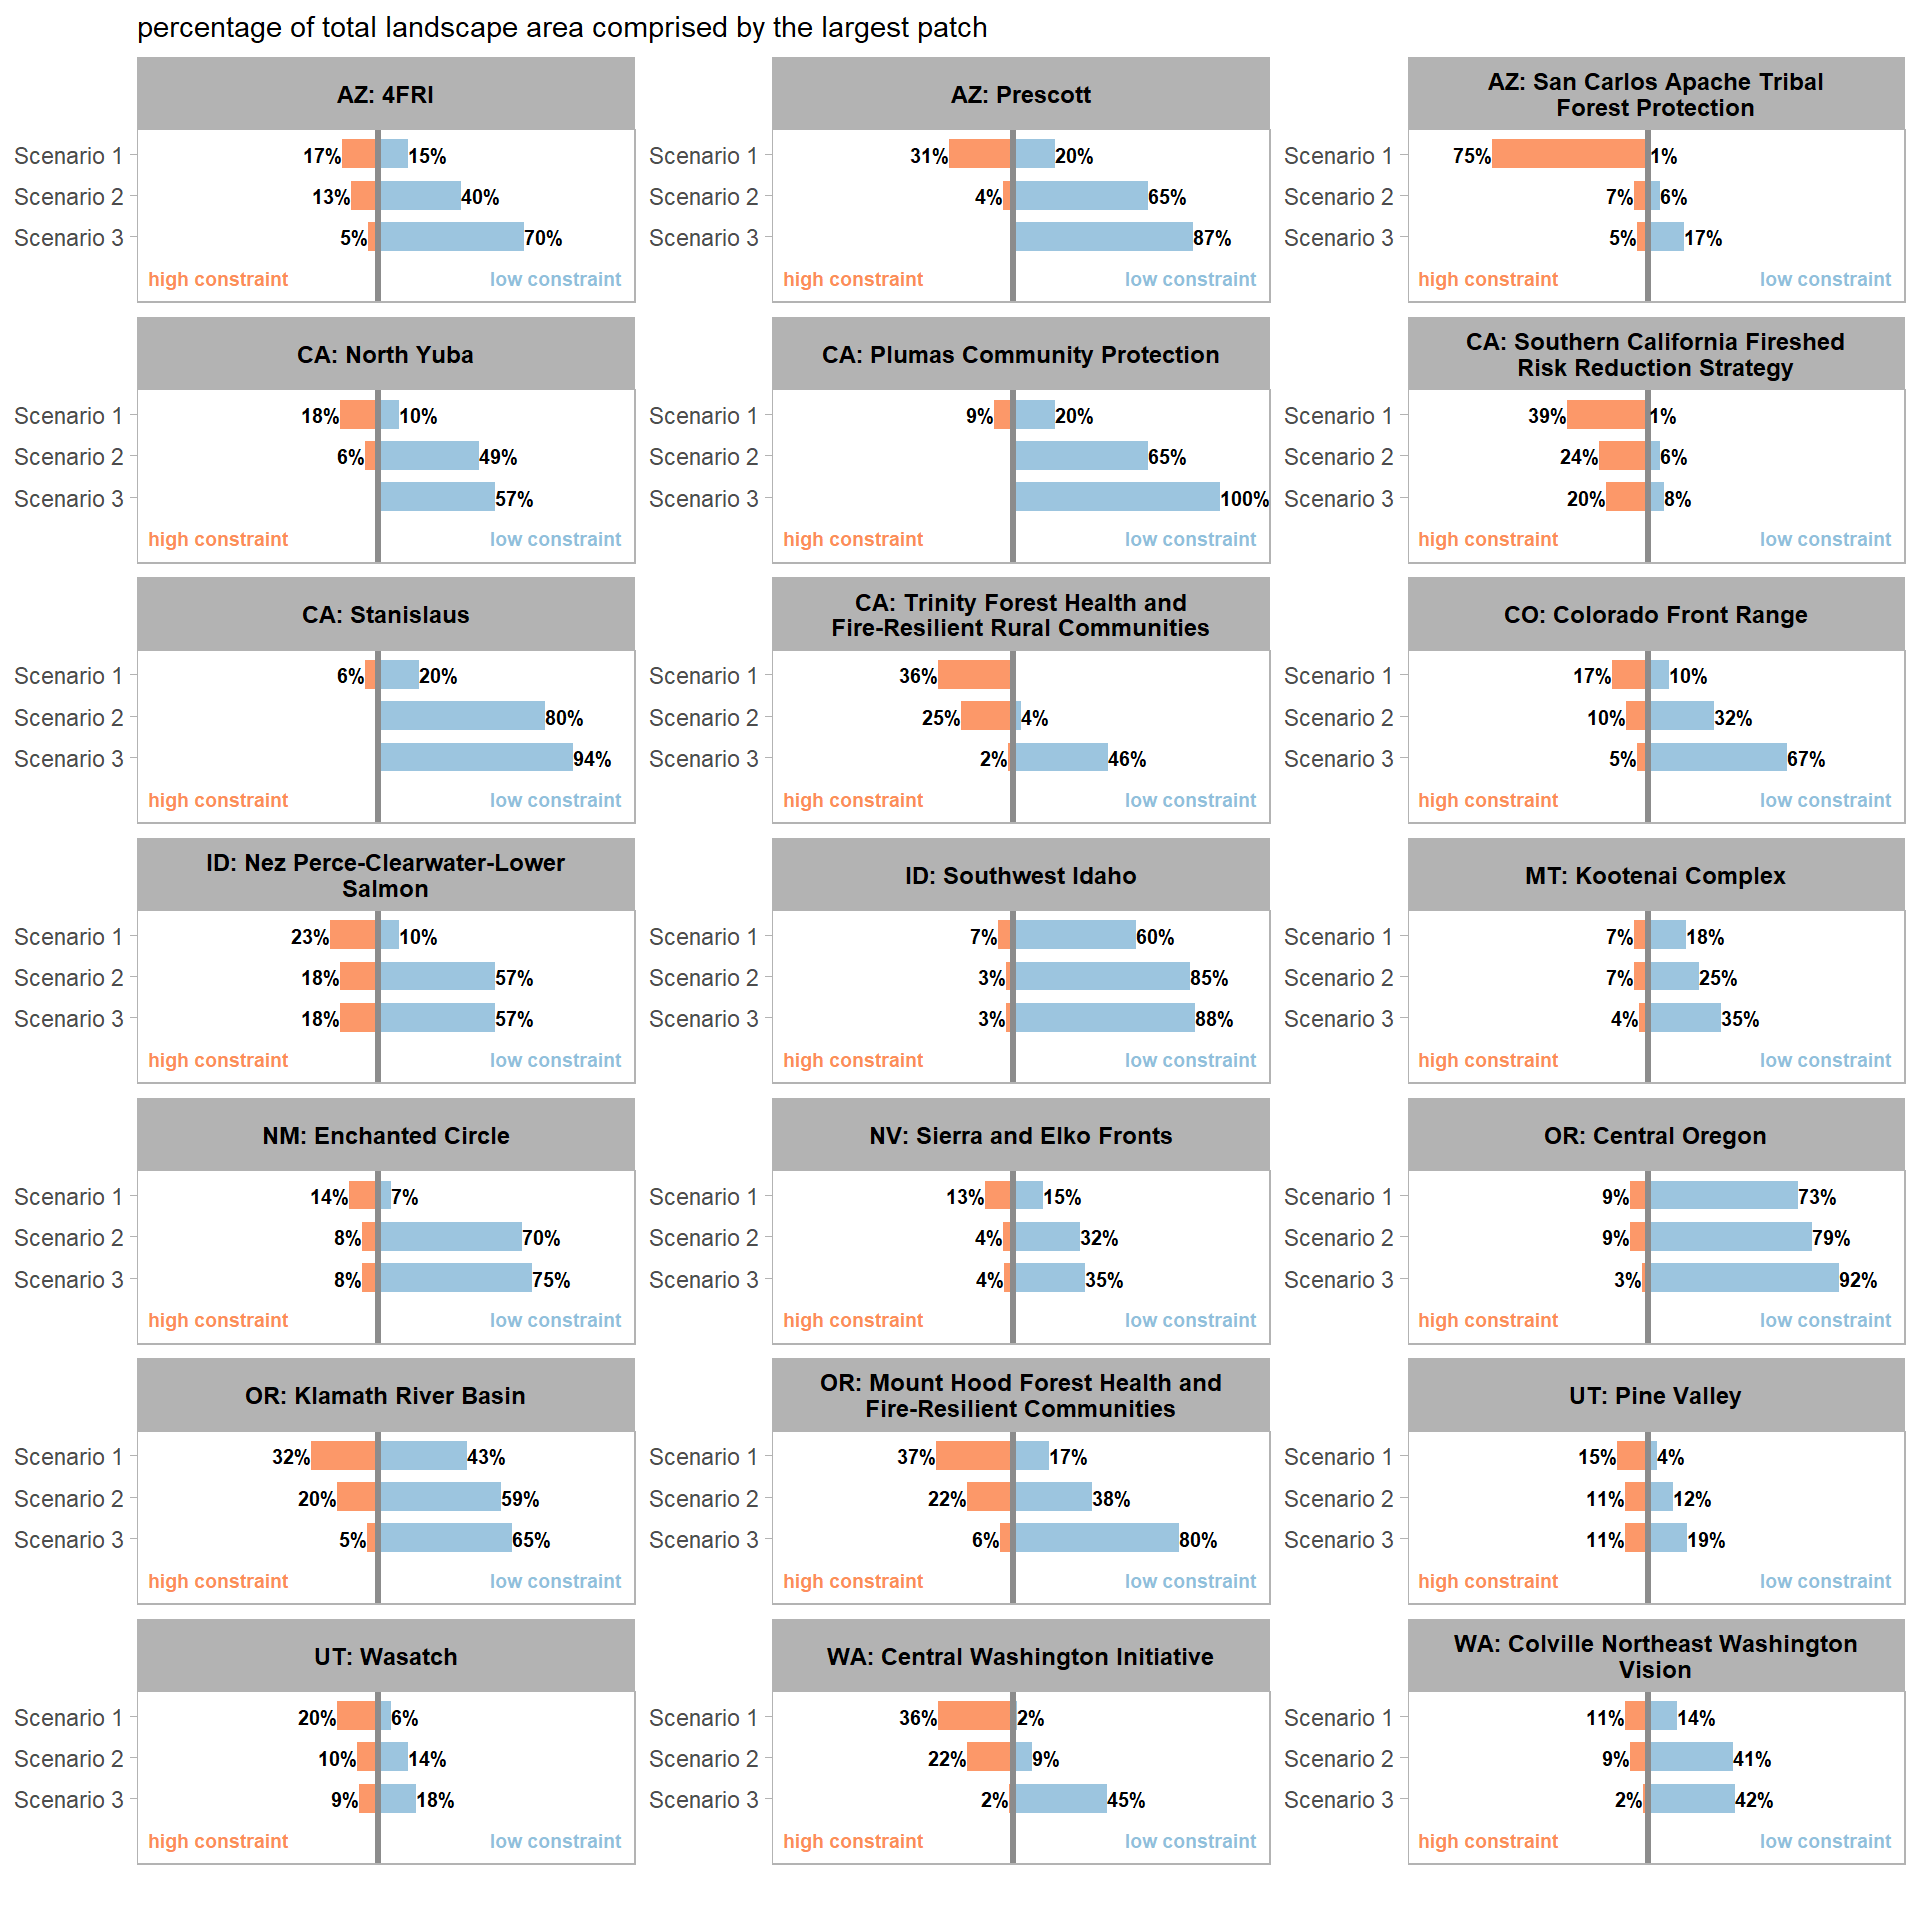 percentage of total landscape area comprised by the largest patch
AZ: 4FRI
Scenario 1 17% 15%
Scenario 2 13% 40%
Scenario 3 5% 70%
high constraint low constraint
AZ: Prescott
Scenario 1 31% 20%
Scenario 2 4% 65%
Scenario 3 87%
high constraint low constraint
AZ: San Carlos Apache Tribal
Forest Protection
Scenario 1 75% 1%
Scenario 2 7% 6%
Scenario 3 5% 17%
high constraint low constraint
CA: North Yuba
Scenario 1 18% 10%
Scenario 2 6% 49%
Scenario 3 57%
high constraint low constraint
CA: Plumas Community Protection
Scenario 1 9% 20%
Scenario 2 65%
Scenario 3 100%
high constraint low constraint
CA: Southern California Fireshed
Risk Reduction Strategy
Scenario 1 39% 1%
Scenario 2 24% 6%
Scenario 3 20% 8%
high constraint low constraint
CA: Stanislaus
Scenario 1 6% 20%
Scenario 2 80%
Scenario 3 94%
high constraint low constraint
CA: Trinity Forest Health and
Fire-Resilient Rural Communities
Scenario 1 36%
Scenario 2 25% 4%
Scenario 3 2% 46%
high constraint low constraint
CO: Colorado Front Range
Scenario 1 17% 10%
Scenario 2 10% 32%
Scenario 3 5% 67%
high constraint low constraint
ID: Nez Perce-Clearwater-Lower
Salmon
Scenario 1 23% 10%
Scenario 2 18% 57%
Scenario 3 18% 57%
high constraint low constraint
ID: Southwest Idaho
Scenario 1 7% 60%
Scenario 2 3% 85%
Scenario 3 3% 88%
high constraint low constraint
MT: Kootenai Complex
Scenario 1 7% 18%
Scenario 2 7% 25%
Scenario 3 4% 35%
high constraint low constraint
NM: Enchanted Circle
Scenario 1 14% 7%
Scenario 2 8% 70%
Scenario 3 8% 75%
high constraint low constraint
NV: Sierra and Elko Fronts
Scenario 1 13% 15%
Scenario 2 4% 32%
Scenario 3 4% 35%
high constraint low constraint
OR: Central Oregon
Scenario 1 9% 73%
Scenario 2 9% 79%
Scenario 3 3% 92%
high constraint low constraint
OR: Klamath River Basin
Scenario 1 32% 43%
Scenario 2 20% 59%
Scenario 3 5% 65%
high constraint low constraint
OR: Mount Hood Forest Health and
Fire-Resilient Communities
Scenario 1 37% 17%
Scenario 2 22% 38%
Scenario 3 6% 80%
high constraint low constraint
UT: Pine Valley
Scenario 1 15% 4%
Scenario 2 11% 12%
Scenario 3 11% 19%
high constraint low constraint
UT: Wasatch
Scenario 1 20% 6%
Scenario 2 10% 14%
Scenario 3 9% 18%
high constraint low constraint
WA: Central Washington Initiative
Scenario 1 36% 2%
Scenario 2 22% 9%
Scenario 3 2% 45%
high constraint low constraint
WA: Colville Northeast Washington
Vision
Scenario 1 11% 14%
Scenario 2 9% 41%
Scenario 3 2% 42%
high constraint low constraint